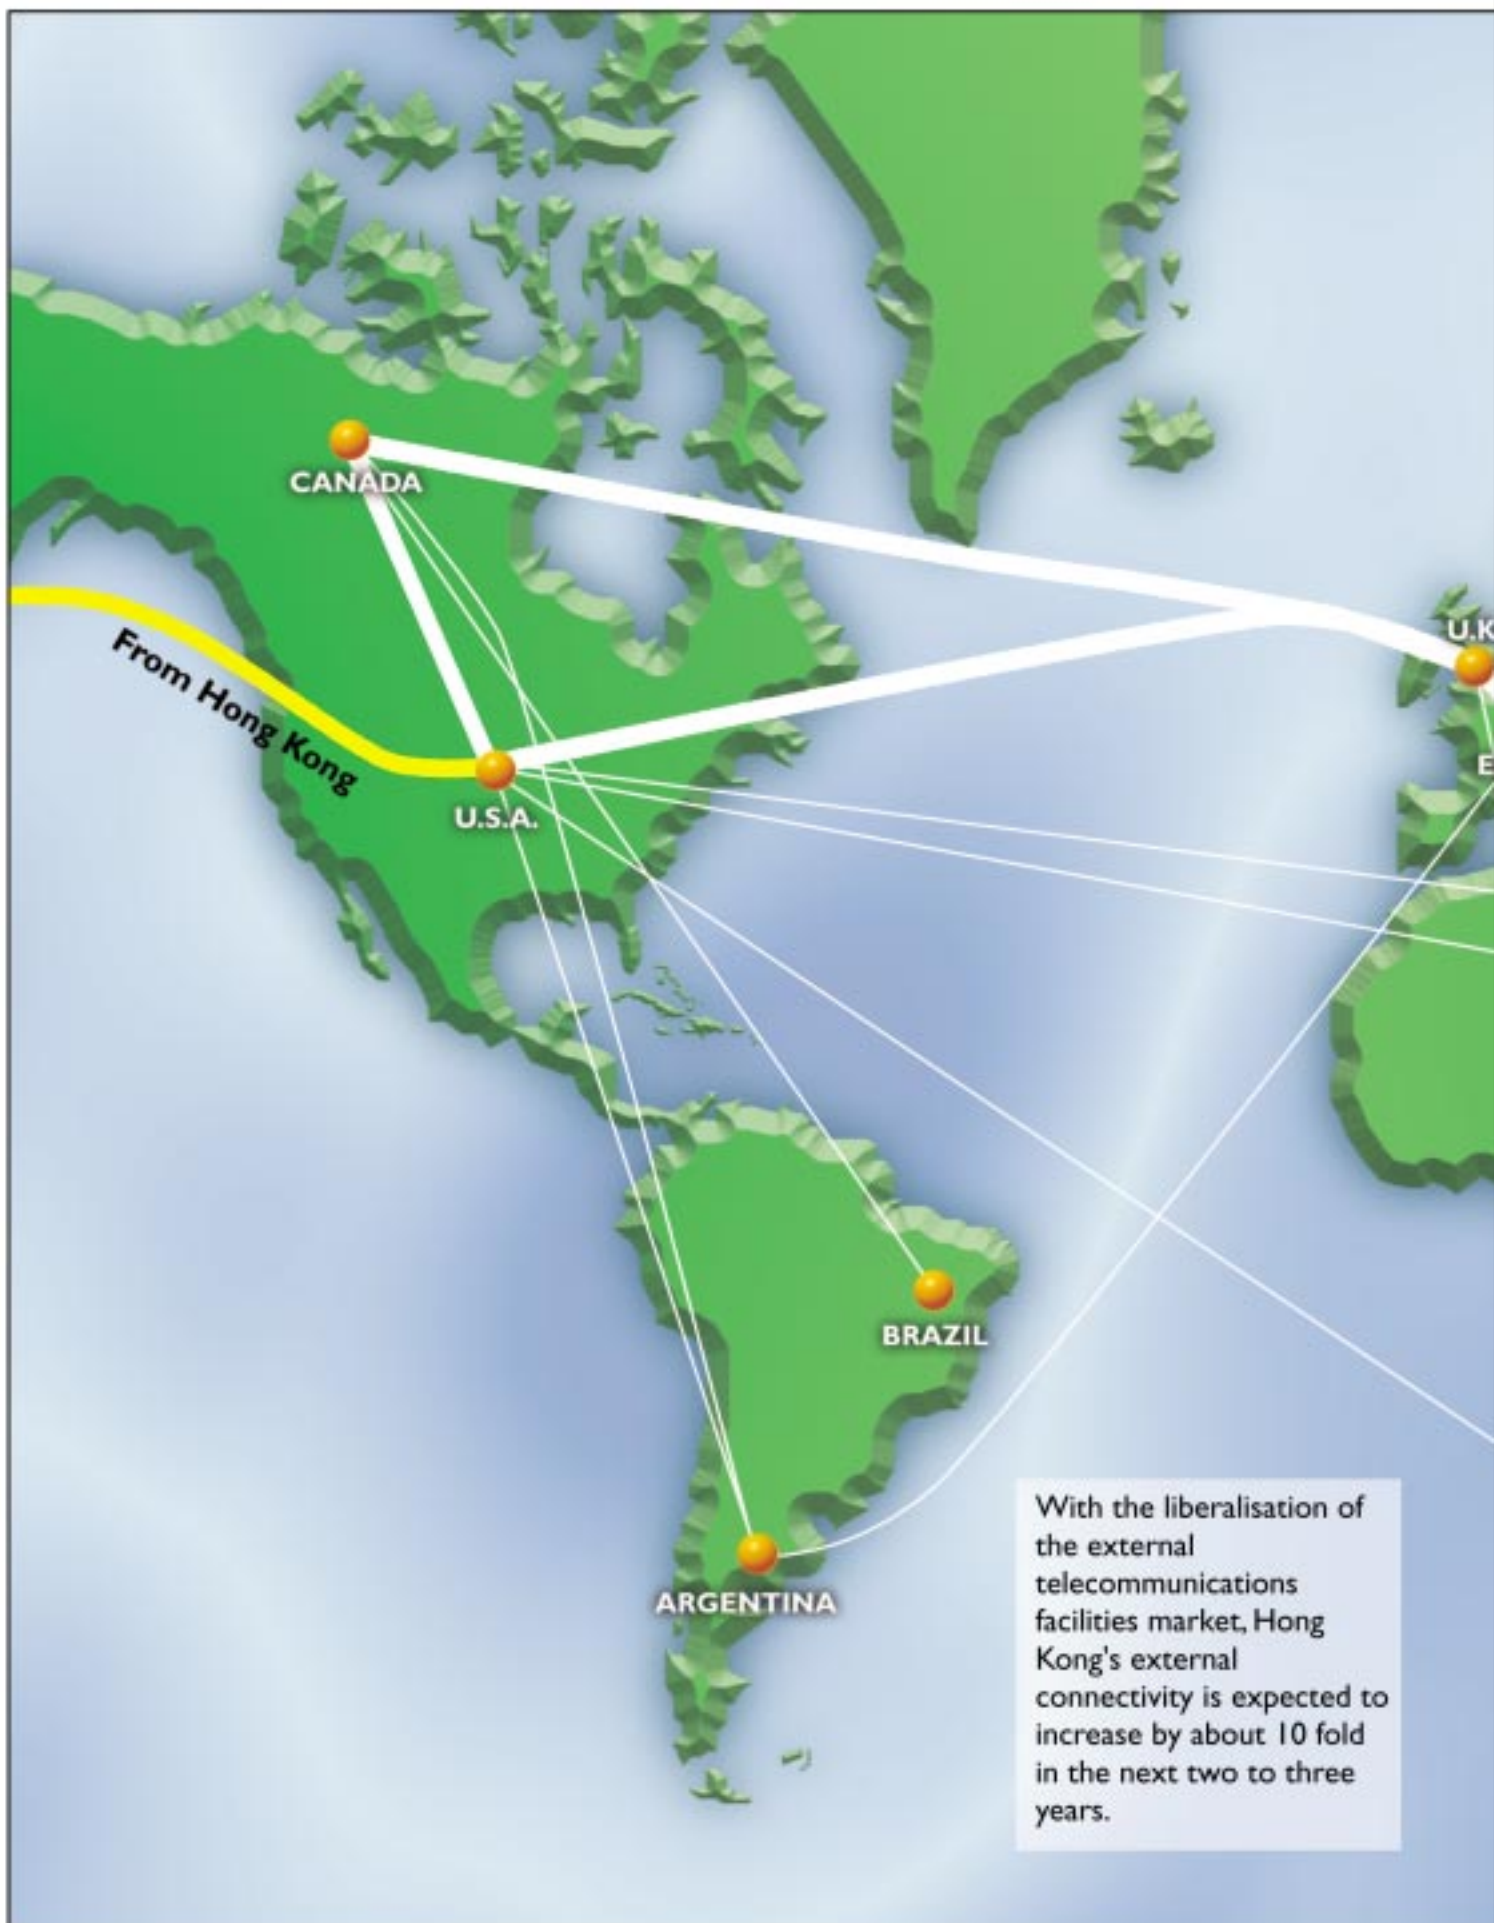 CANADA
U.K
From Hong Kong
E
U.S.A.
BRAZIL
With the liberalisation of
the external
telecommunications
facilities market, Hong
Kong's external
connectivity is expected to
increase by about 10 fold
in the next two to three
years.
ARGENTINA